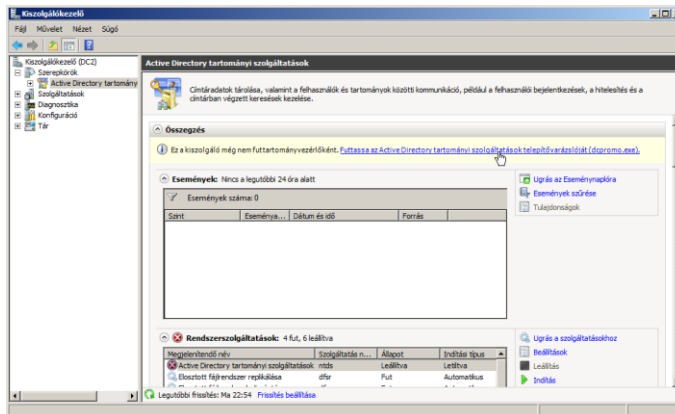 Kiszolgálókezelő
Fájl Művelet Nézet Súgó
Kiszolgálókezelő (DC2)
Szerepkörök
Active Directory tartomány
Szolgáltatások
Diagnosztika
Konfiguráció
Tár
Active Directory tartományi szolgáltatások
Címtáradatok tárolása, valamint a felhasználók és tartományok közötti kommunikáció, például a felhasználói bejelentkezések, a hitelesítés és a
címtárban végzett keresések kezelése.
Összegzés
Ez a kiszolgáló még nem futtartományvezérlőként. Futtassa az Active Directory tartományi szolgáltatások telepítővarázslóját (dcpromo.exe).
Események: Nincs a legutóbbi 24 óra alatt
Események száma: 0
Szint Eseménya... Dátum és idő Forrás
Ugrás az Eseménynaplóra
Események szűrése
Tulajdonságok
Rendszerszolgáltatások: 4 fut, 6 leállítva
Megjelenítendő név Szolgáltatás n... Állapot Indítási típus
Active Directory tartományi szolgáltatások ntds Leállítva Letiltva
Elosztott fájlrendszer replikálása dfsr Fut Automatikus
Ugrás a szolgáltatásokhoz
Beállítások
Leállítás
Indítás
Legutóbbi frissítés: Ma 22:54 Frissítés beállítása